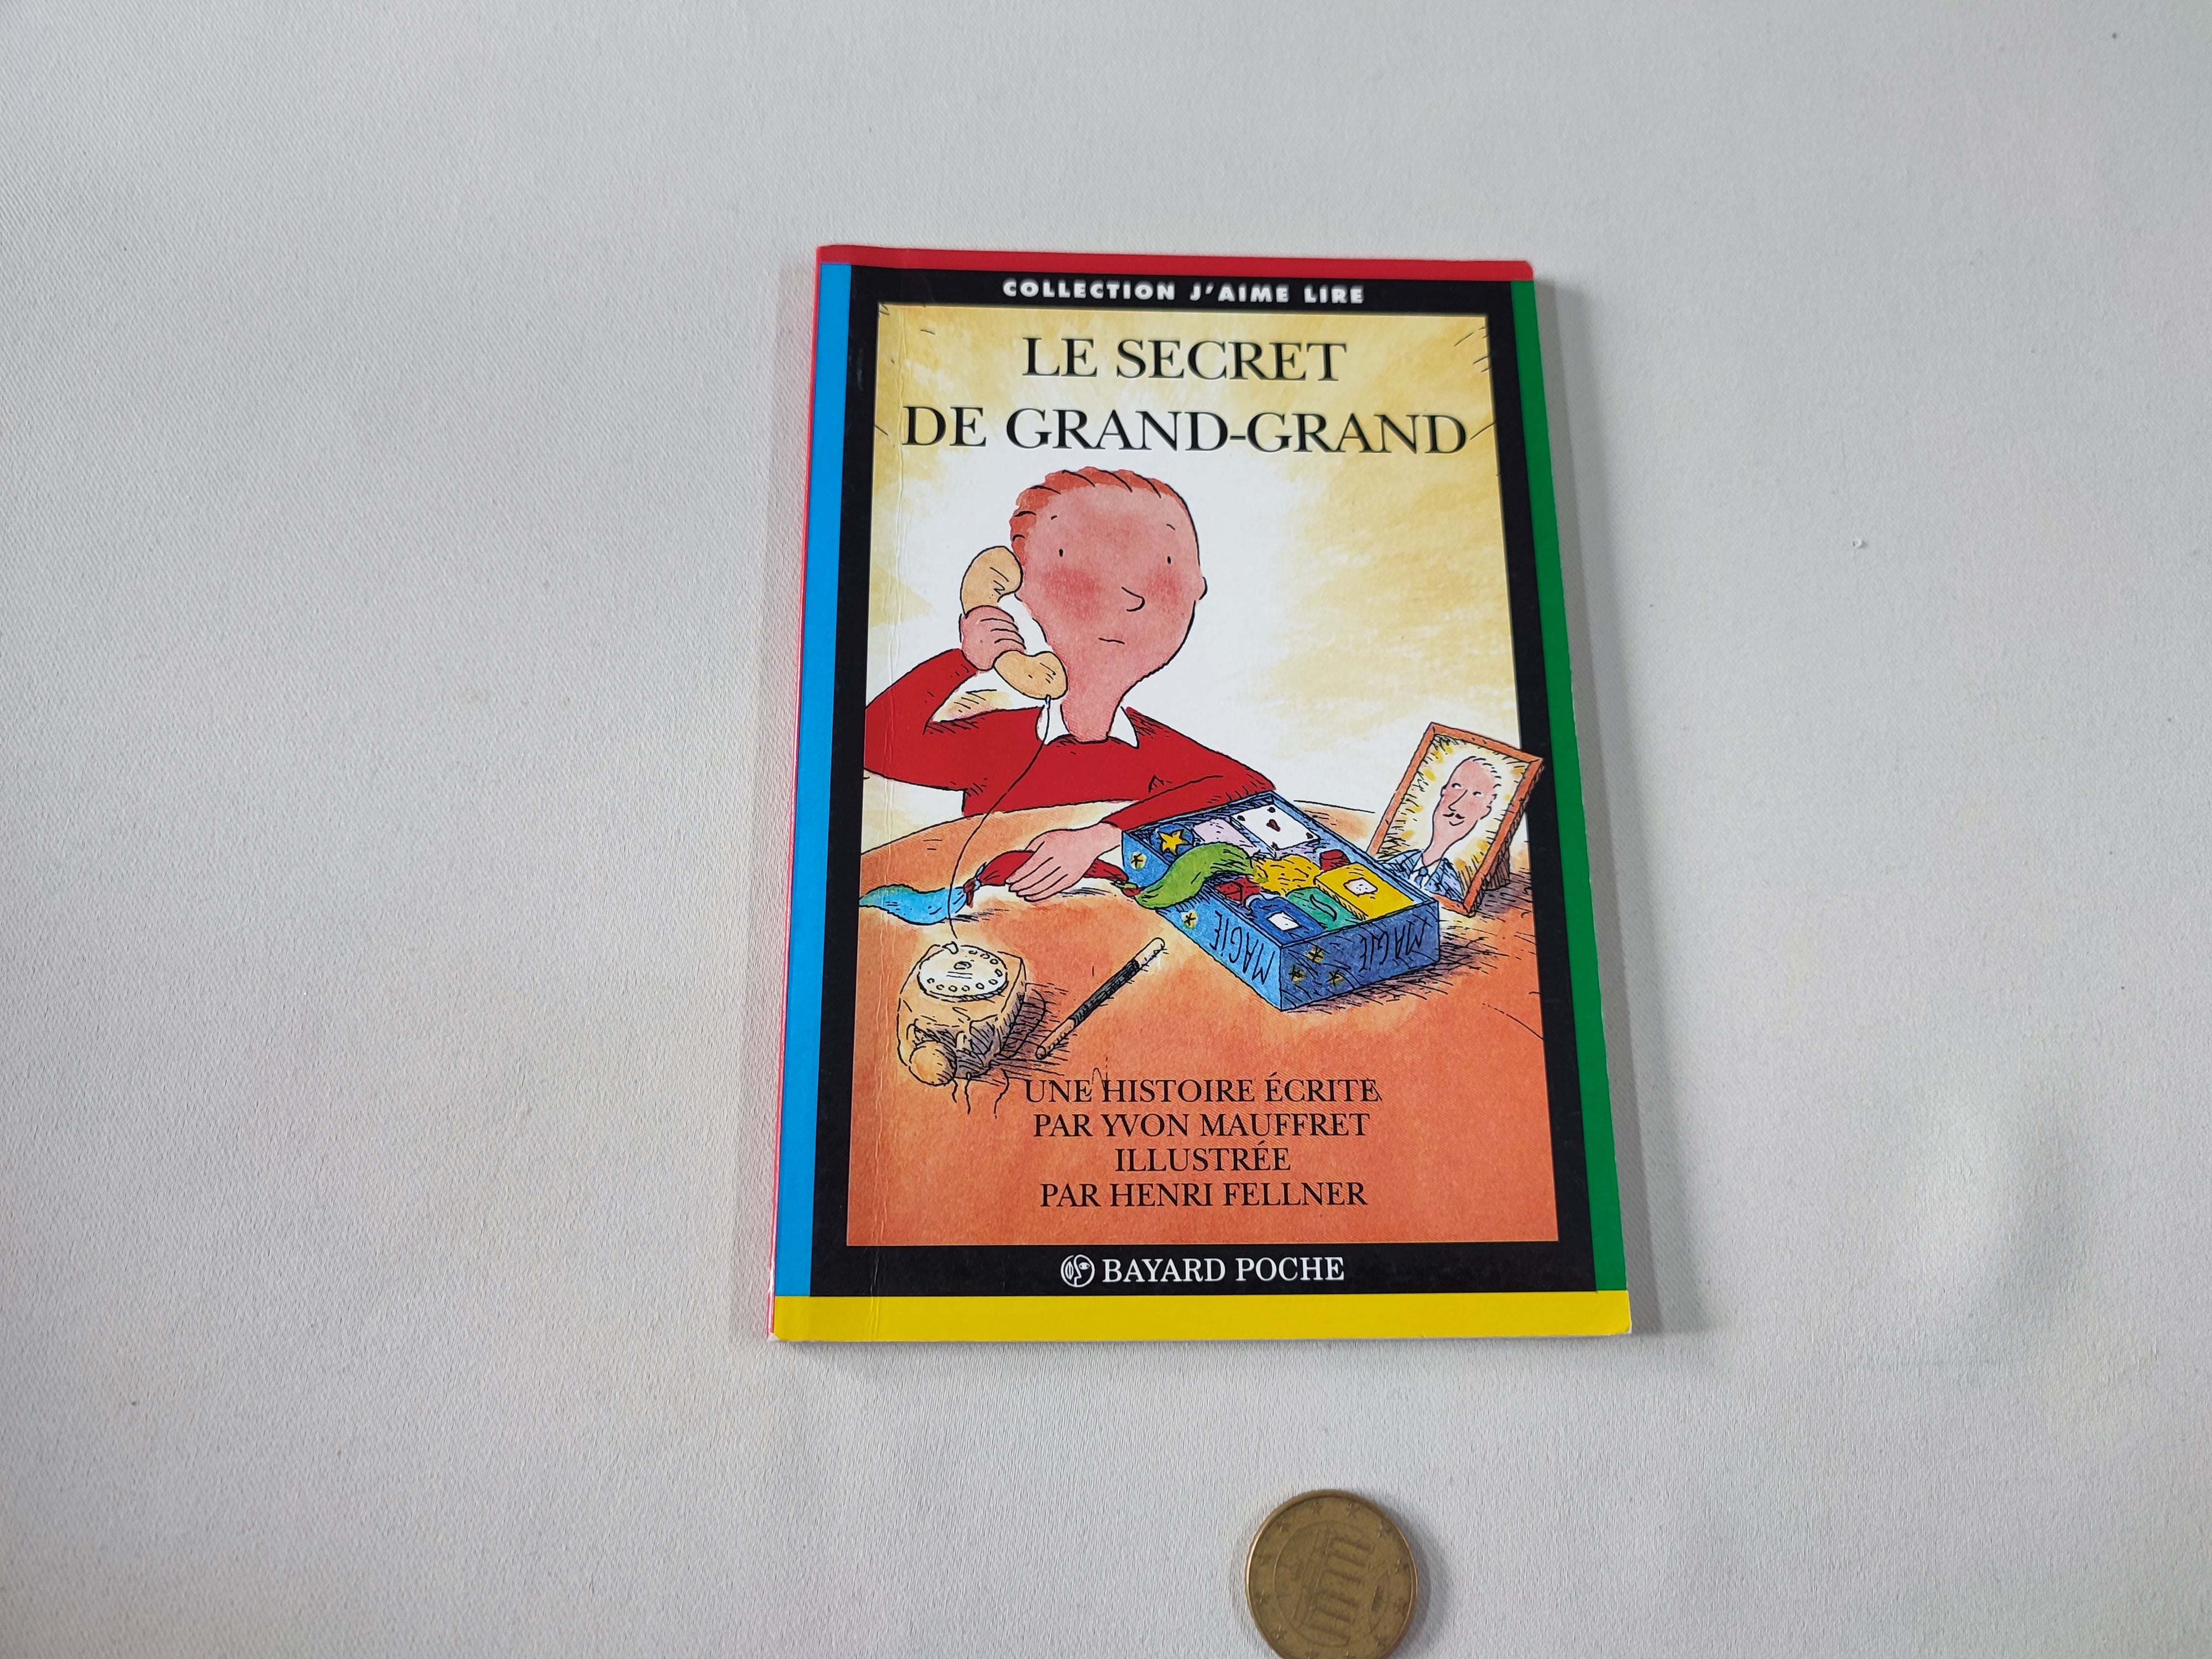 COLLECTION J'AIME LIRE
LE SECRET
DE GRAND-GRAND
MAGIE
MAGIE
UNE HISTOIRE ÉCRITE
PAR YVON MAUFFRET
ILLUSTRÉE
PAR HENRI FELLNER
BAYARD POCHE